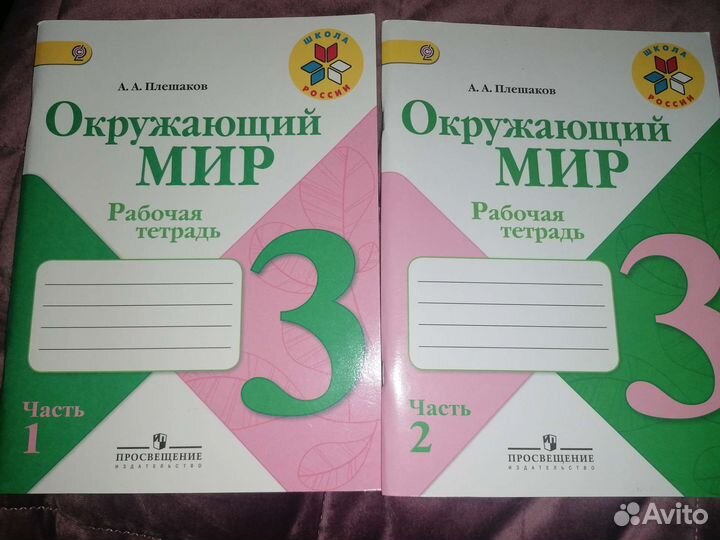 ШКОЛА
РОССИИ
А. А. Плешаков
Окружающий
МИР
Рабочая
тетрадь
3
Часть
1
ПРОСВЕЩЕНИЕ
ИЗДАТЕЛЬСТВО
ШКОЛА
РОССИИ
А. А. Плешаков
Окружающий
МИР
Рабочая
тетрадь
3
Часть
2
ПРОСВЕЩЕНИЕ
ИЗДАТЕЛЬСТВО
Avito